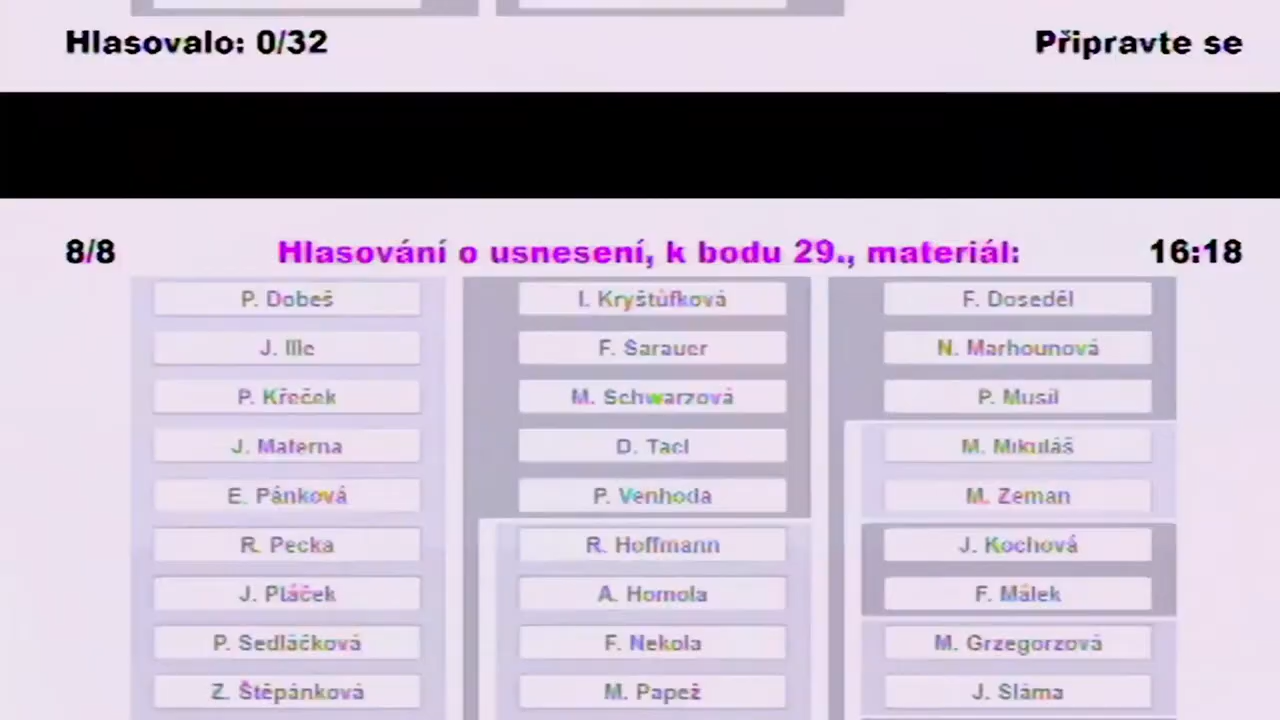 Hlasovalo: 0/32 Připravte se
8/8 Hlasování o usnesení, k bodu 29., materiál: 16:18
P. Dobeš I. Kryštůfková F. Doseděl
J. Ille F. Sarauer N. Marhounová
P. Křeček M. Schwarzová P. Musil
J. Materna D. Tacl M. Mikuláš
E. Pánková P. Venhoda M. Zeman
R. Pecka R. Hoffmann J. Kochová
J. Pláček A. Homola F. Málek
P. Sedláčková F. Nekola M. Grzegorzová
Z. Štěpánková M. Papež J. Sláma